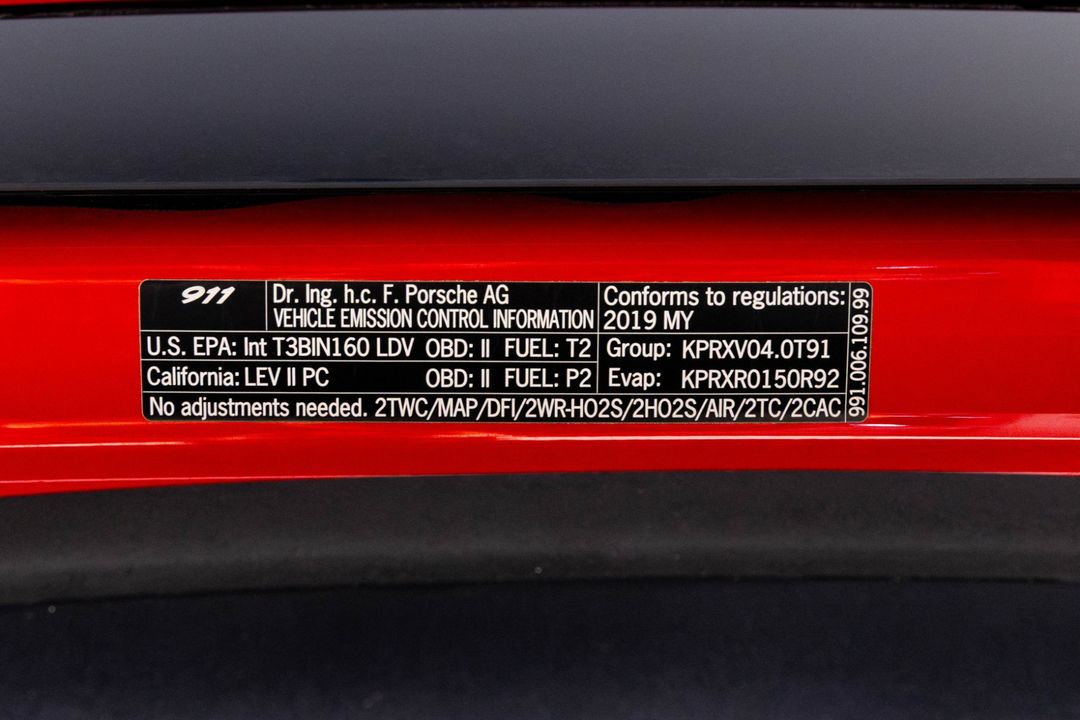 911
Dr. Ing. h.c. F. Porsche AG
VEHICLE EMISSION CONTROL INFORMATION
Conforms to regulations:
2019 MY
U.S. EPA: Int T3BIN160 LDV OBD: II FUEL: T2
Group: KPRXV04.0T91
California: LEV II PC OBD: II FUEL: P2
Evap: KPRXR0150R92
No adjustments needed. 2TWC/MAP/DFI/2WR-HO2S/2HO2S/AIR/2TC/2CAC
991.006.109.99